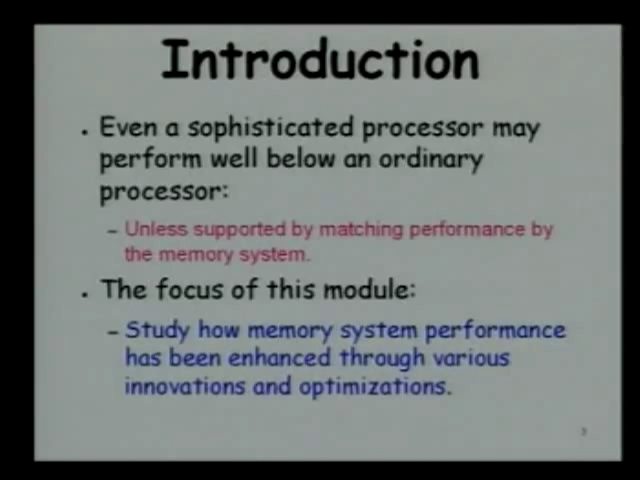 Introduction
• Even a sophisticated processor may
perform well below an ordinary
processor:
– Unless supported by matching performance by
the memory system.
• The focus of this module:
– Study how memory system performance
has been enhanced through various
innovations and optimizations.
3